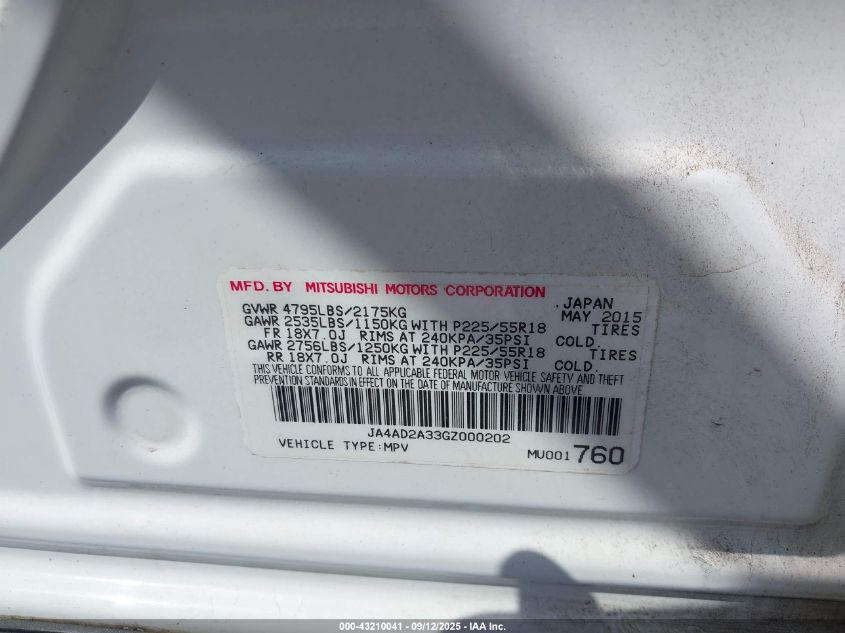 MFD. BY MITSUBISHI MOTORS CORPORATION , JAPAN
GVWR 4795LBS/2175KG MAY 2015
GAWR 2535LBS/1150KG WITH P225/55R18 TIRES
FR 18X7.0J RIMS AT 240KPA/35PSI COLD.
GAWR 2756LBS/1250KG WITH P225/55R18 TIRES
RR 18X7.0J RIMS AT 240KPA/35PSI COLD.
THIS VEHICLE CONFORMS TO ALL APPLICABLE FEDERAL MOTOR VEHICLE SAFETY AND THEFT
PREVENTION STANDARDS IN EFFECT ON THE DATE OF MANUFACTURE SHOWN ABOVE.
JA4AD2A33GZ000202
VEHICLE TYPE:MPV MU001760
000-43210041 - 09/12/2025 - IAA Inc.